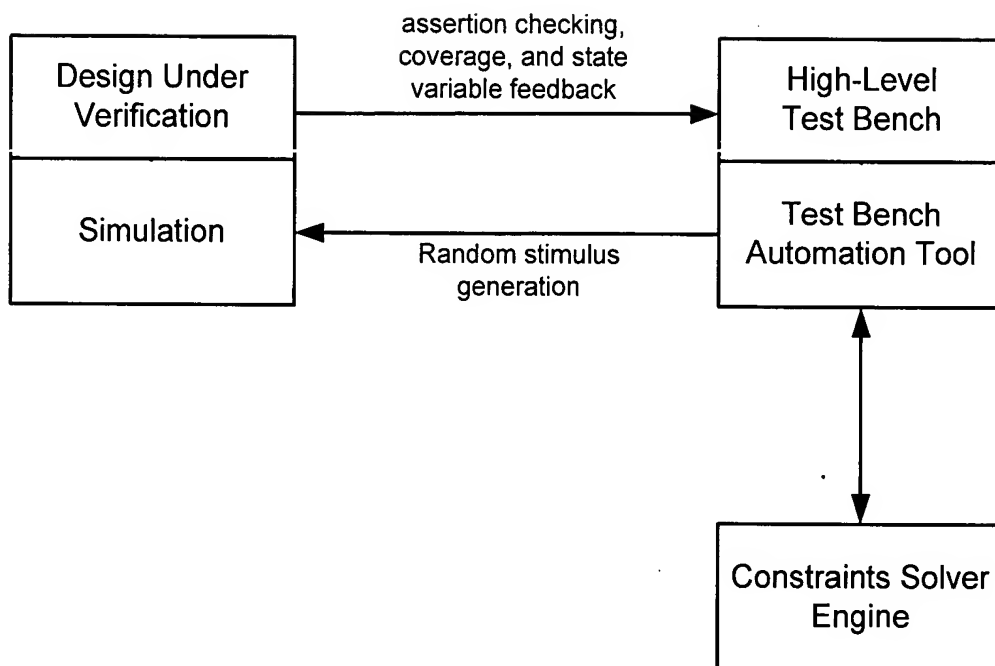 assertion checking,
coverage, and state
variable feedback
Design Under
Verification
High-Level
Test Bench
Simulation
Random stimulus
generation
Test Bench
Automation Tool
Constraints Solver
Engine